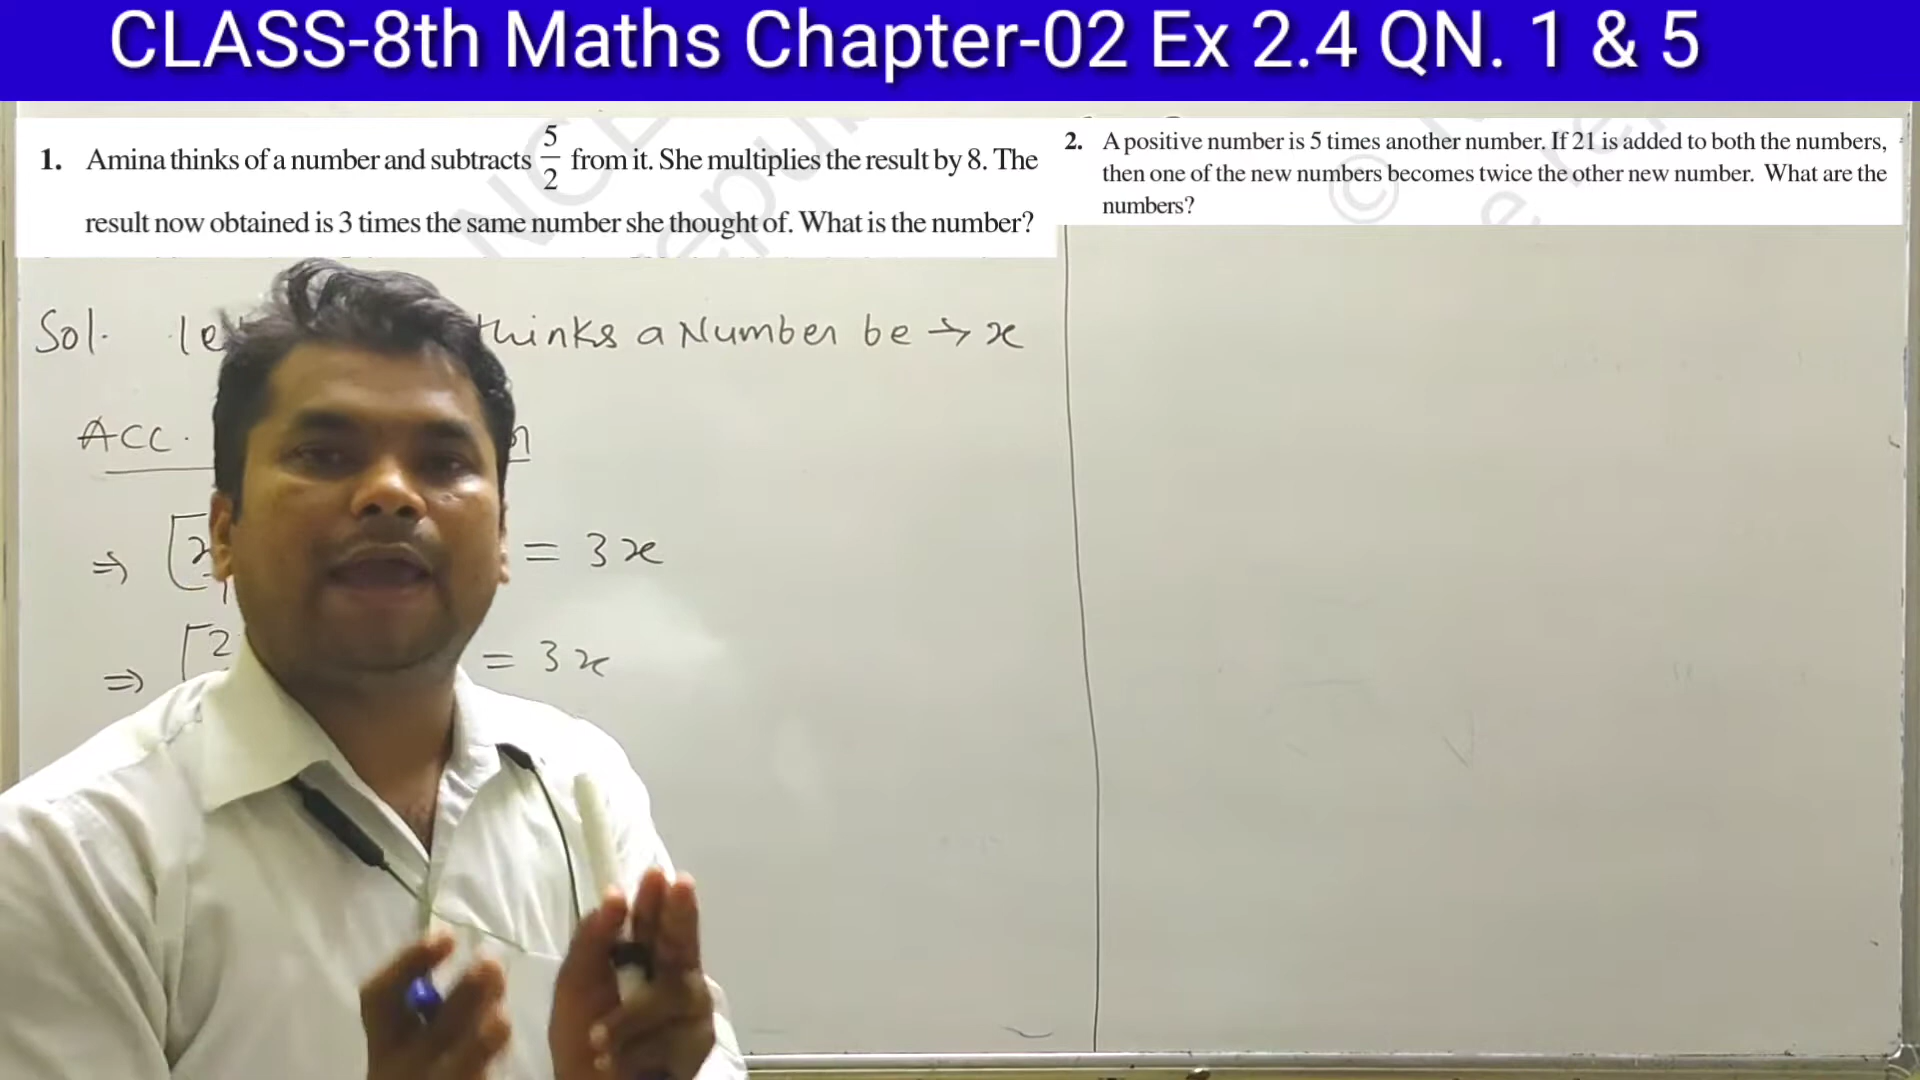 CLASS-8th Maths Chapter-02 Ex 2.4 QN. 1 & 5
1. Amina thinks of a number and subtracts 5/2 from it. She multiplies the result by 8. The
result now obtained is 3 times the same number she thought of. What is the number?
2. A positive number is 5 times another number. If 21 is added to both the numbers,
then one of the new numbers becomes twice the other new number. What are the
numbers?
Sol. thinks a Number be → x
Acc.
⇒ [x = 3x
⇒ [2 = 3x